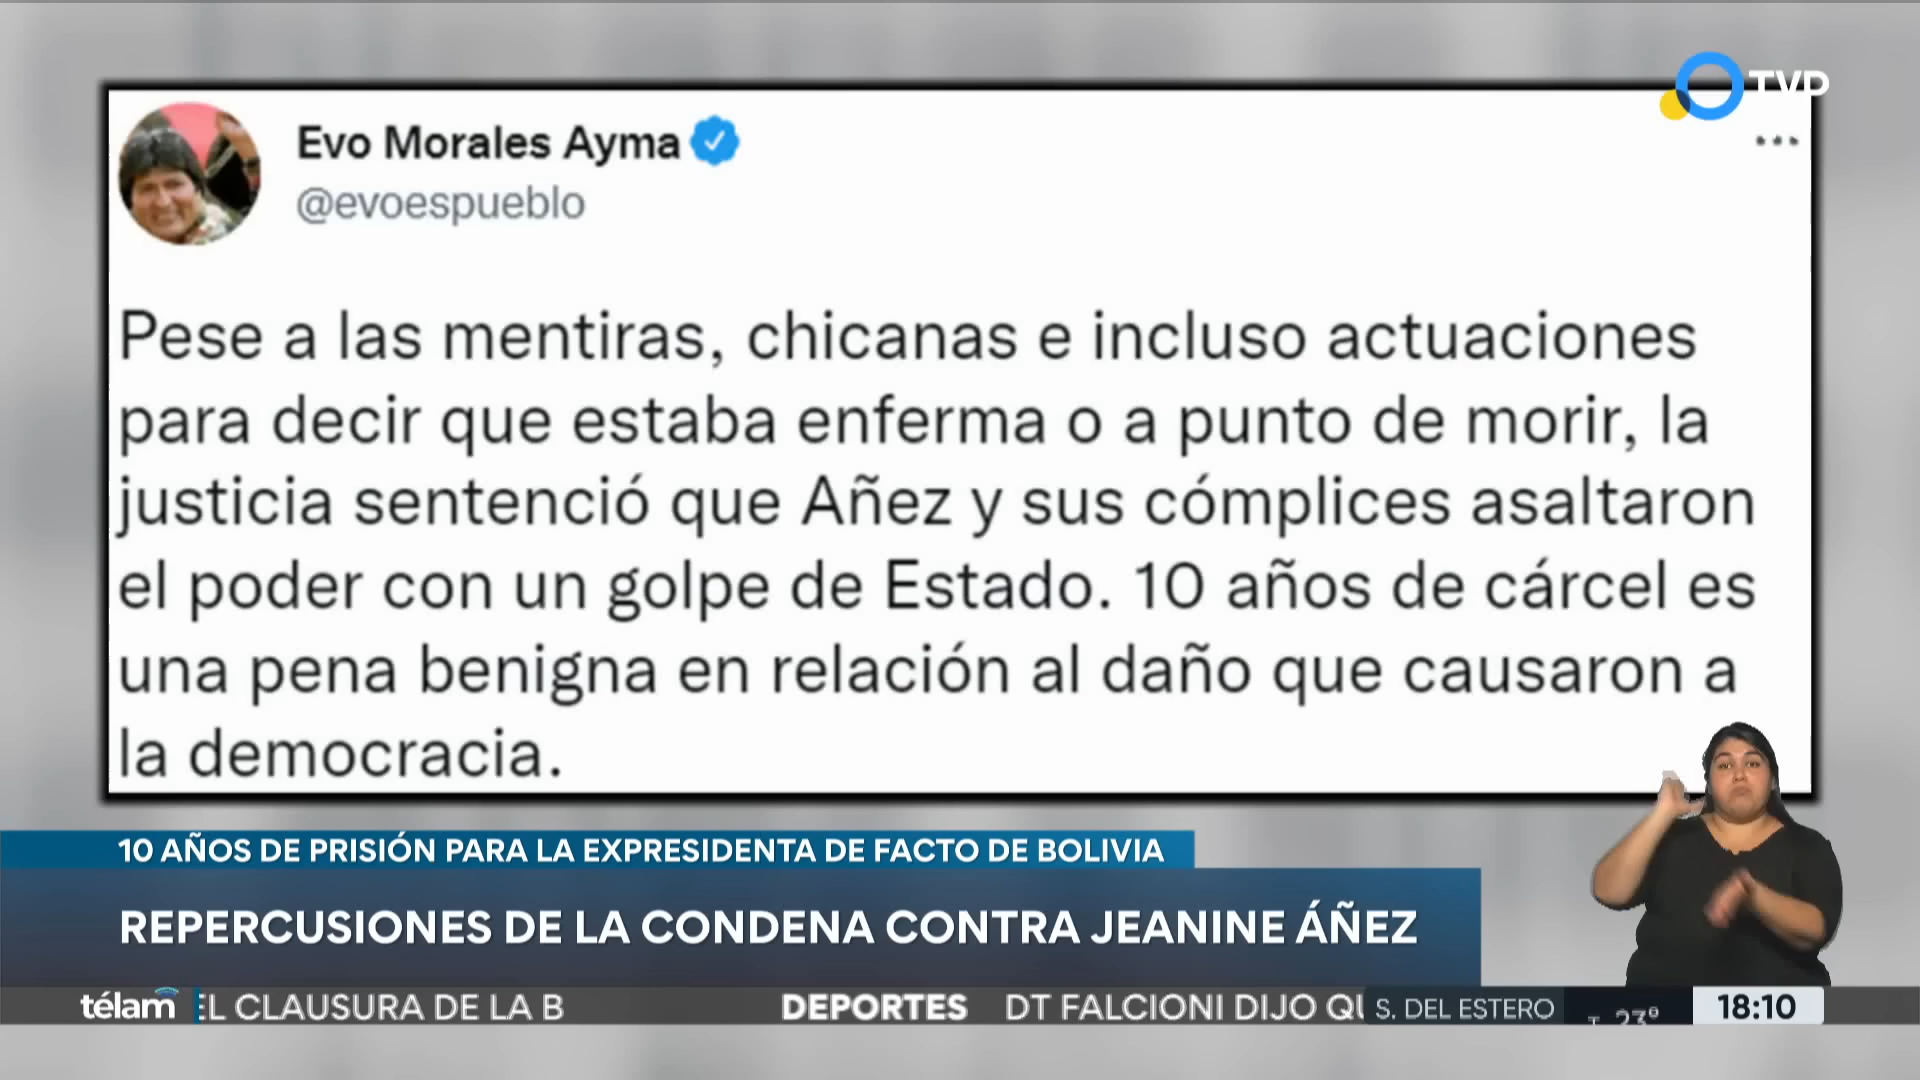 TVD
Evo Morales Ayma
@evoespueblo
Pese a las mentiras, chicanas e incluso actuaciones
para decir que estaba enferma o a punto de morir, la
justicia sentenció que Añez y sus cómplices asaltaron
el poder con un golpe de Estado. 10 años de cárcel es
una pena benigna en relación al daño que causaron a
la democracia.
10 AÑOS DE PRISIÓN PARA LA EXPRESIDENTA DE FACTO DE BOLIVIA
REPERCUSIONES DE LA CONDENA CONTRA JEANINE ÁÑEZ
télam EL CLAUSURA DE LA B DEPORTES DT FALCIONI DIJO QU S. DEL ESTERO T 23º 18:10